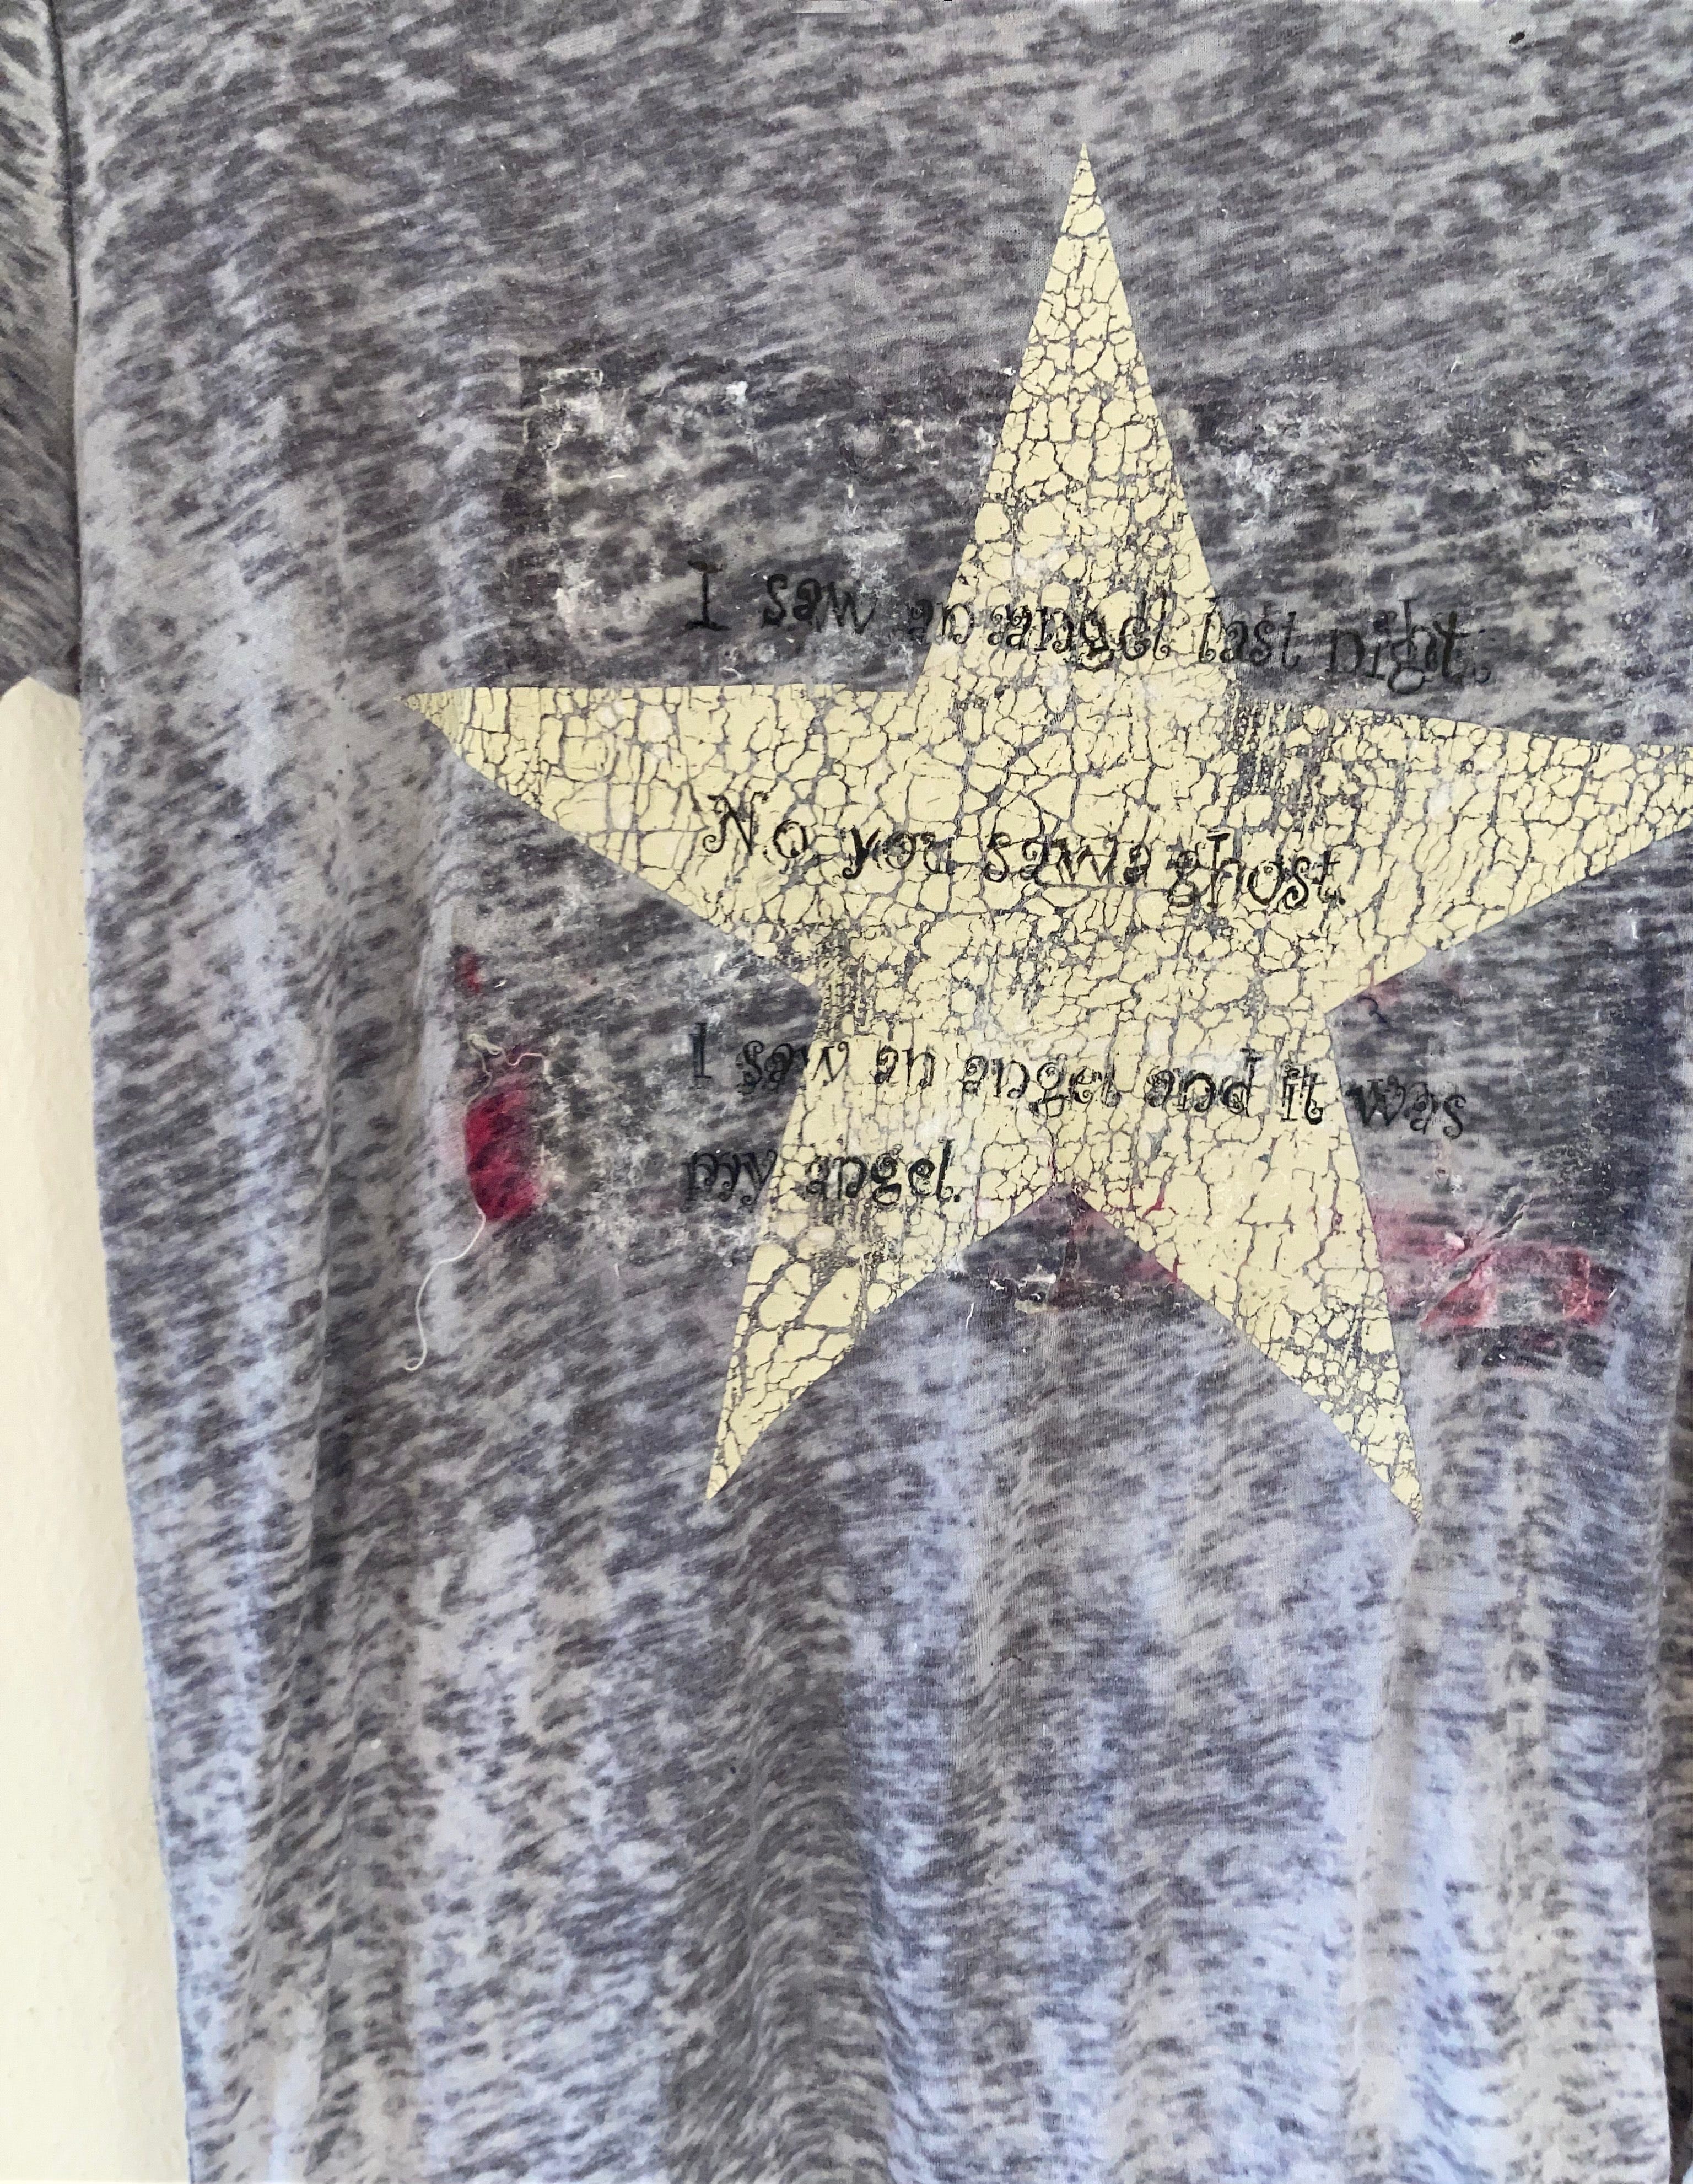 I saw an angel last night.
No, you saw a ghost.
I saw an angel and it was
my angel.